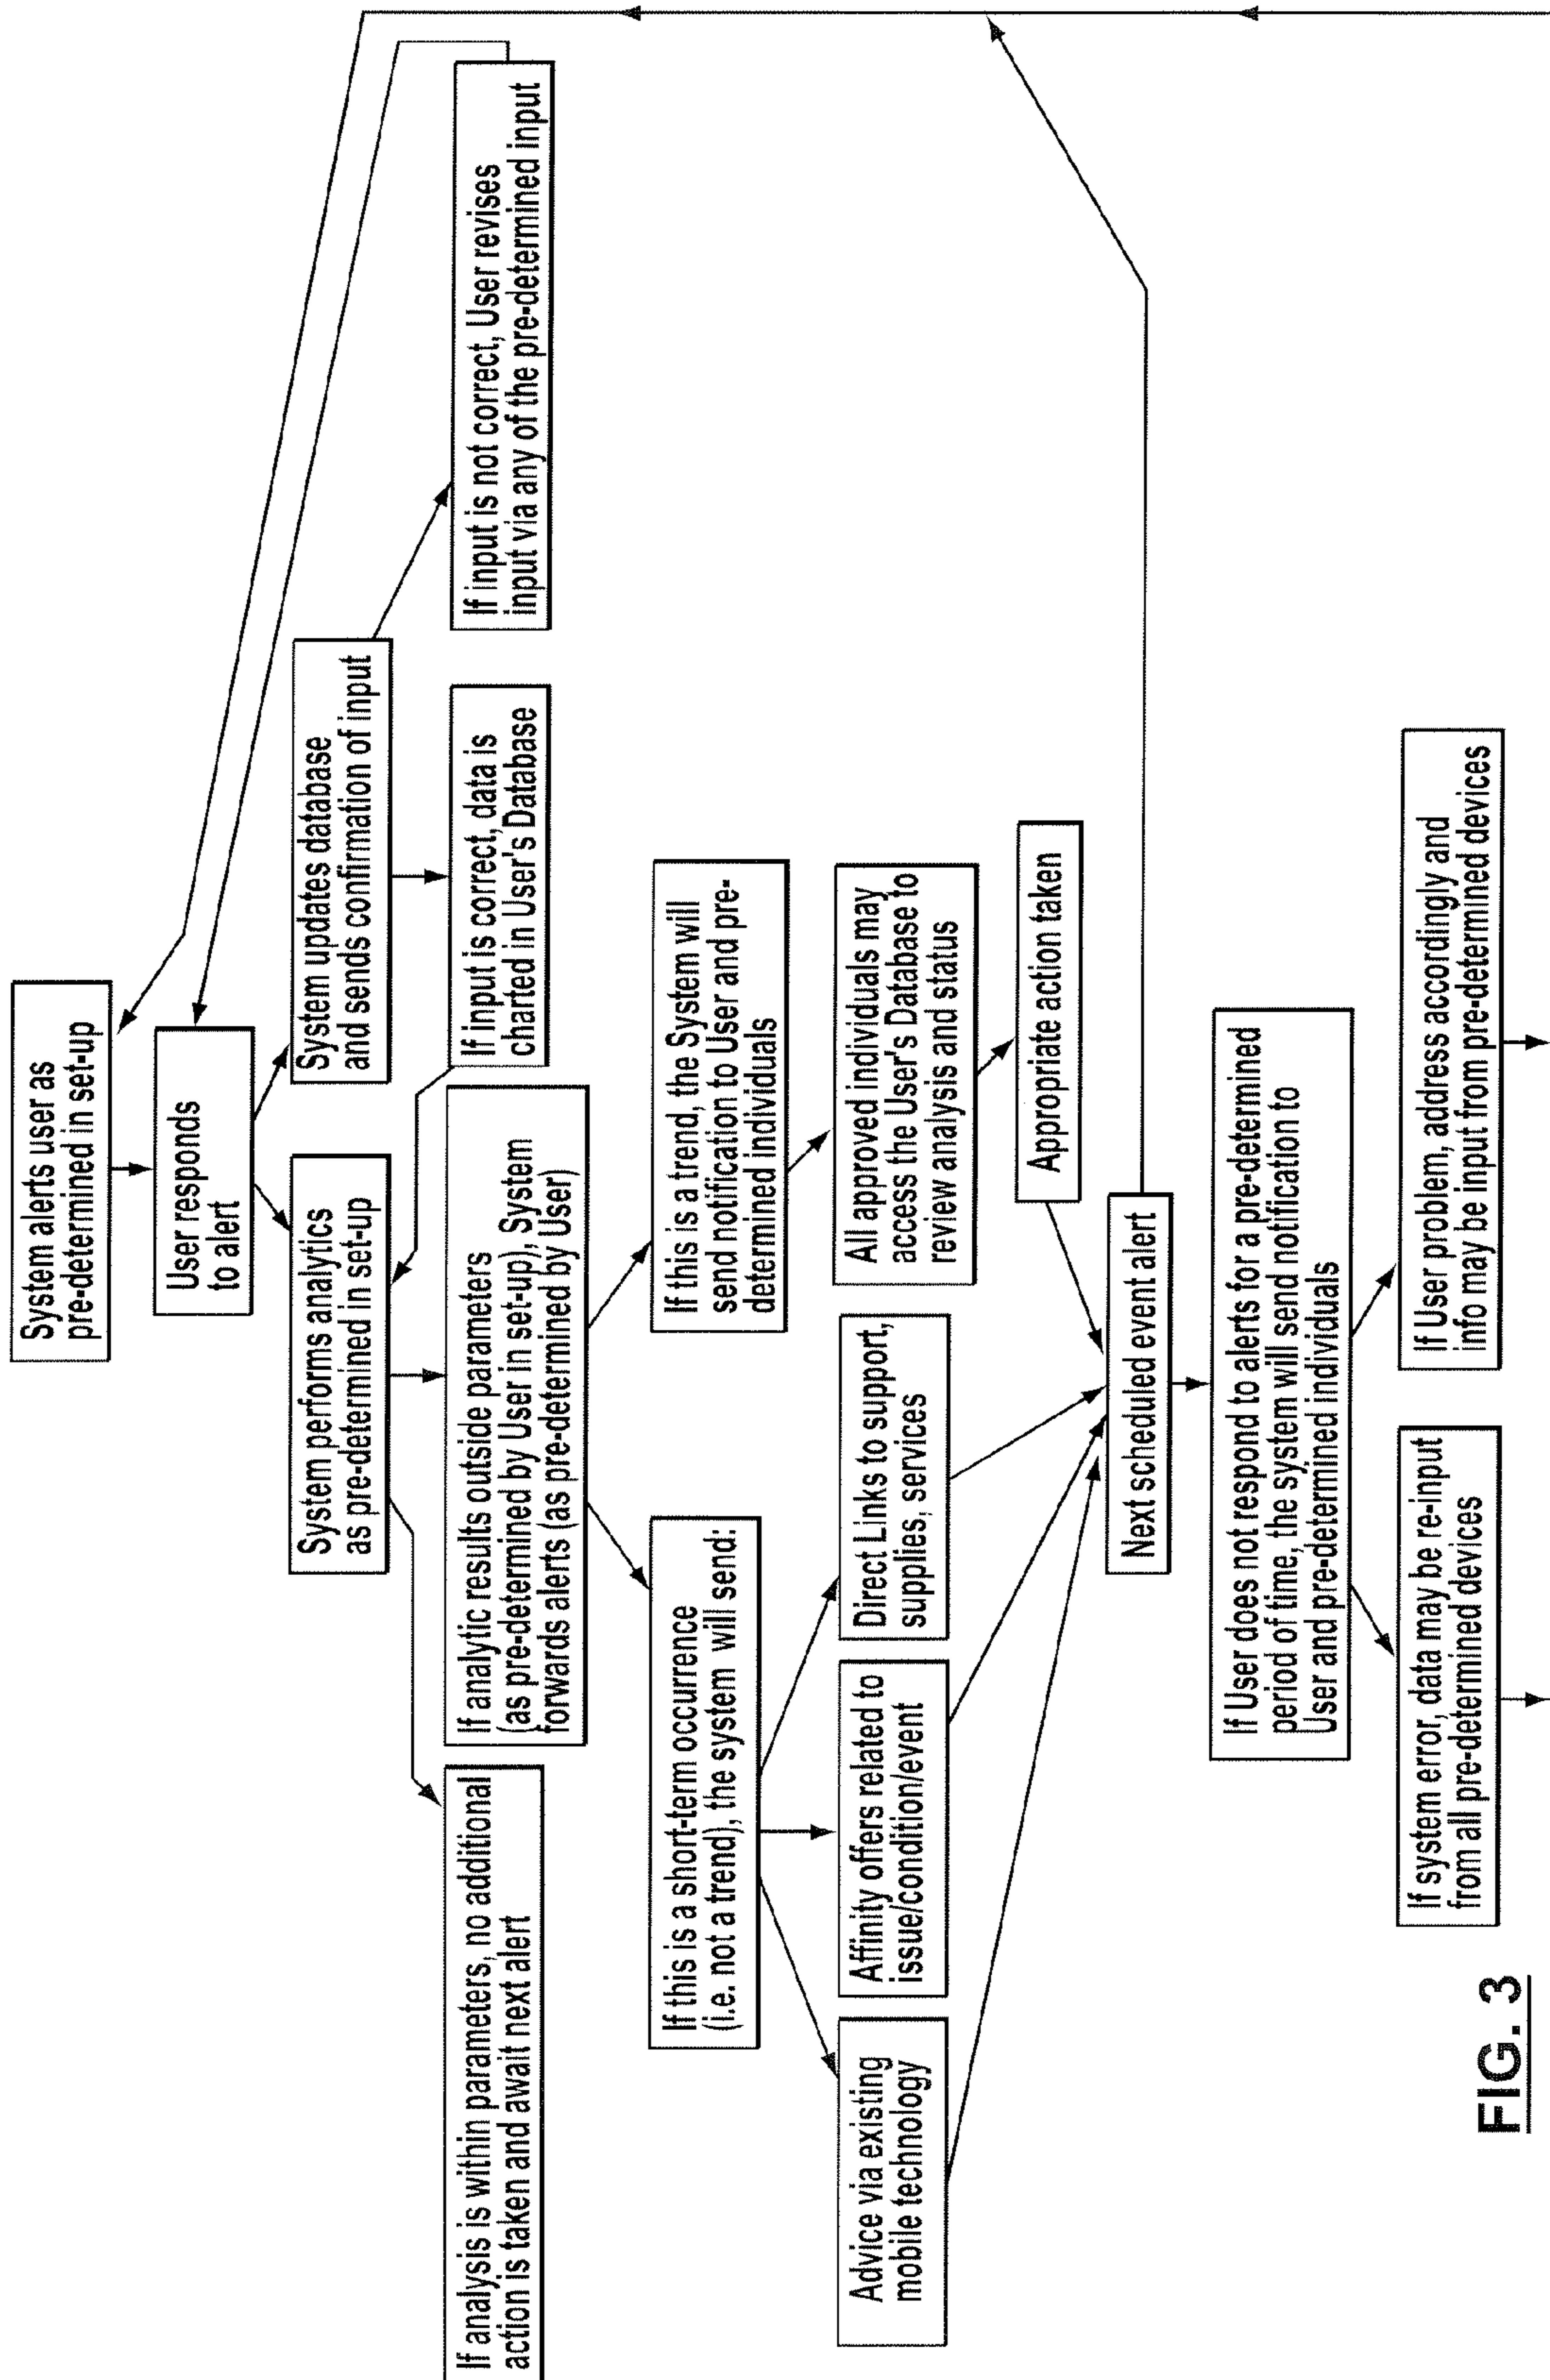 System alerts user as
pre-determined in set-up
User responds
to alert
System performs analytics
as pre-determined in set-up
System updates database
and sends confirmation of input
If analysis is within parameters, no additional
action is taken and await next alert
If analytic results outside parameters
(as pre-determined by User in set-up), System
forwards alerts (as pre-determined by User)
If input is correct, data is
charted in User's Database
If input is not correct, User revises
input via any of the pre-determined input
If this is a short-term occurrence
(i.e. not a trend), the system will send:
If this is a trend, the System will
send notification to User and pre-
determined individuals
Advice via existing
mobile technology
Affinity offers related to
issue/condition/event
Direct Links to support,
supplies, services
All approved individuals may
access the User's Database to
review analysis and status
Appropriate action taken
Next scheduled event alert
If User does not respond to alerts for a pre-determined
period of time, the system will send notification to
User and pre-determined individuals
If system error, data may be re-input
from all pre-determined devices
If User problem, address accordingly and
info may be input from pre-determined devices
FIG. 3